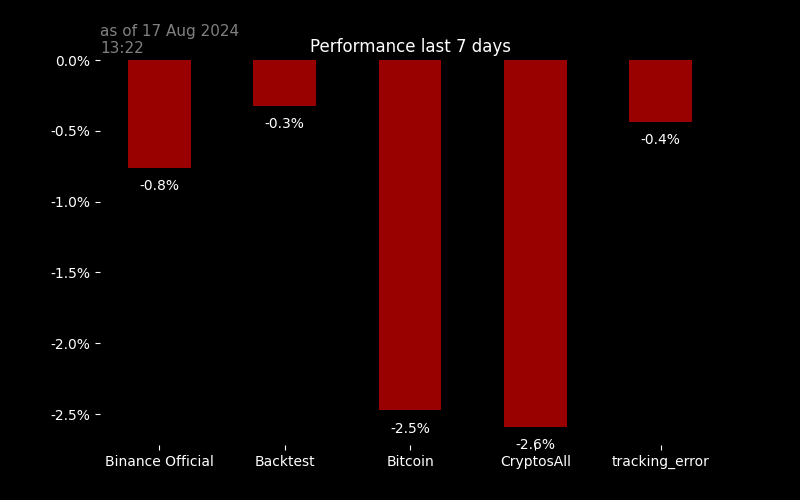 as of 17 Aug 2024
13:22
Performance last 7 days
0.0%
-0.5%
-1.0%
-1.5%
-2.0%
-2.5%
-0.8%
-0.3%
-2.5%
-2.6%
-0.4%
Binance Official
Backtest
Bitcoin
CryptosAll
tracking_error